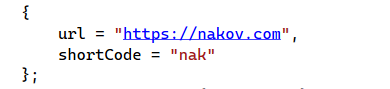 {
url = "https://nakov.com",
shortCode = "nak"
};